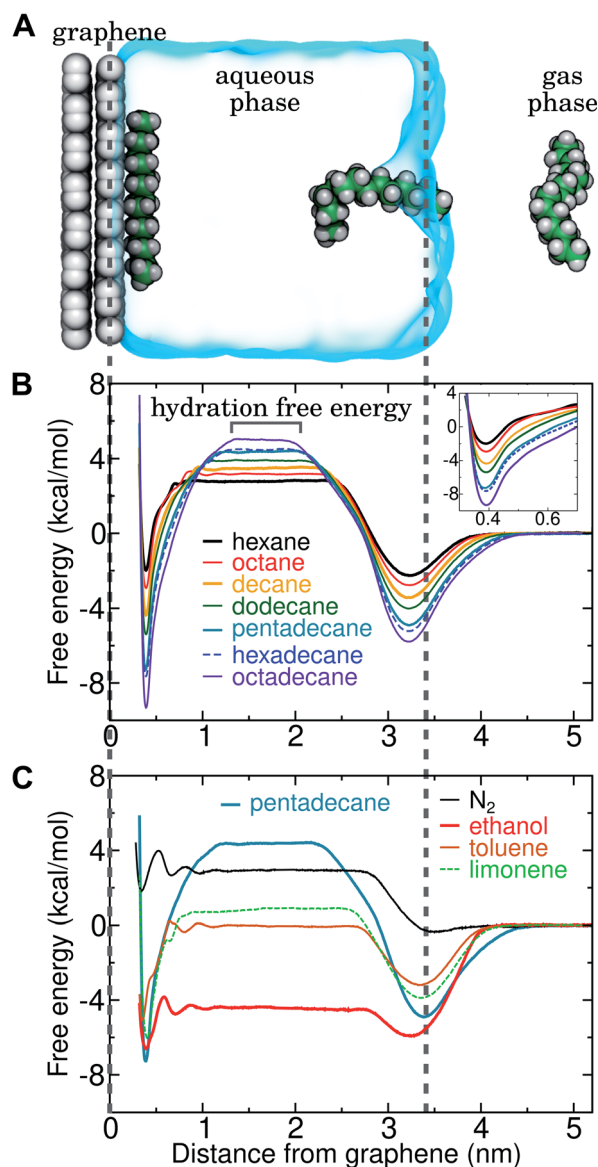 A
graphene
aqueous
phase
gas
phase
B
8
4
0
-4
-8
Free energy (kcal/mol)
hydration free energy
hexane
octane
decane
dodecane
pentadecane
hexadecane
octadecane
4
0
-4
-8
0.4
0.6
0
1
2
3
4
5
C
8
4
0
-4
-8
Free energy (kcal/mol)
pentadecane
N2
ethanol
toluene
limonene
0
1
2
3
4
5
Distance from graphene (nm)